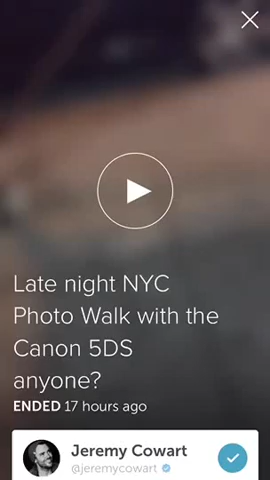 Late night NYC
Photo Walk with the
Canon 5DS
anyone?
ENDED 17 hours ago
Jeremy Cowart
@jeremycowart